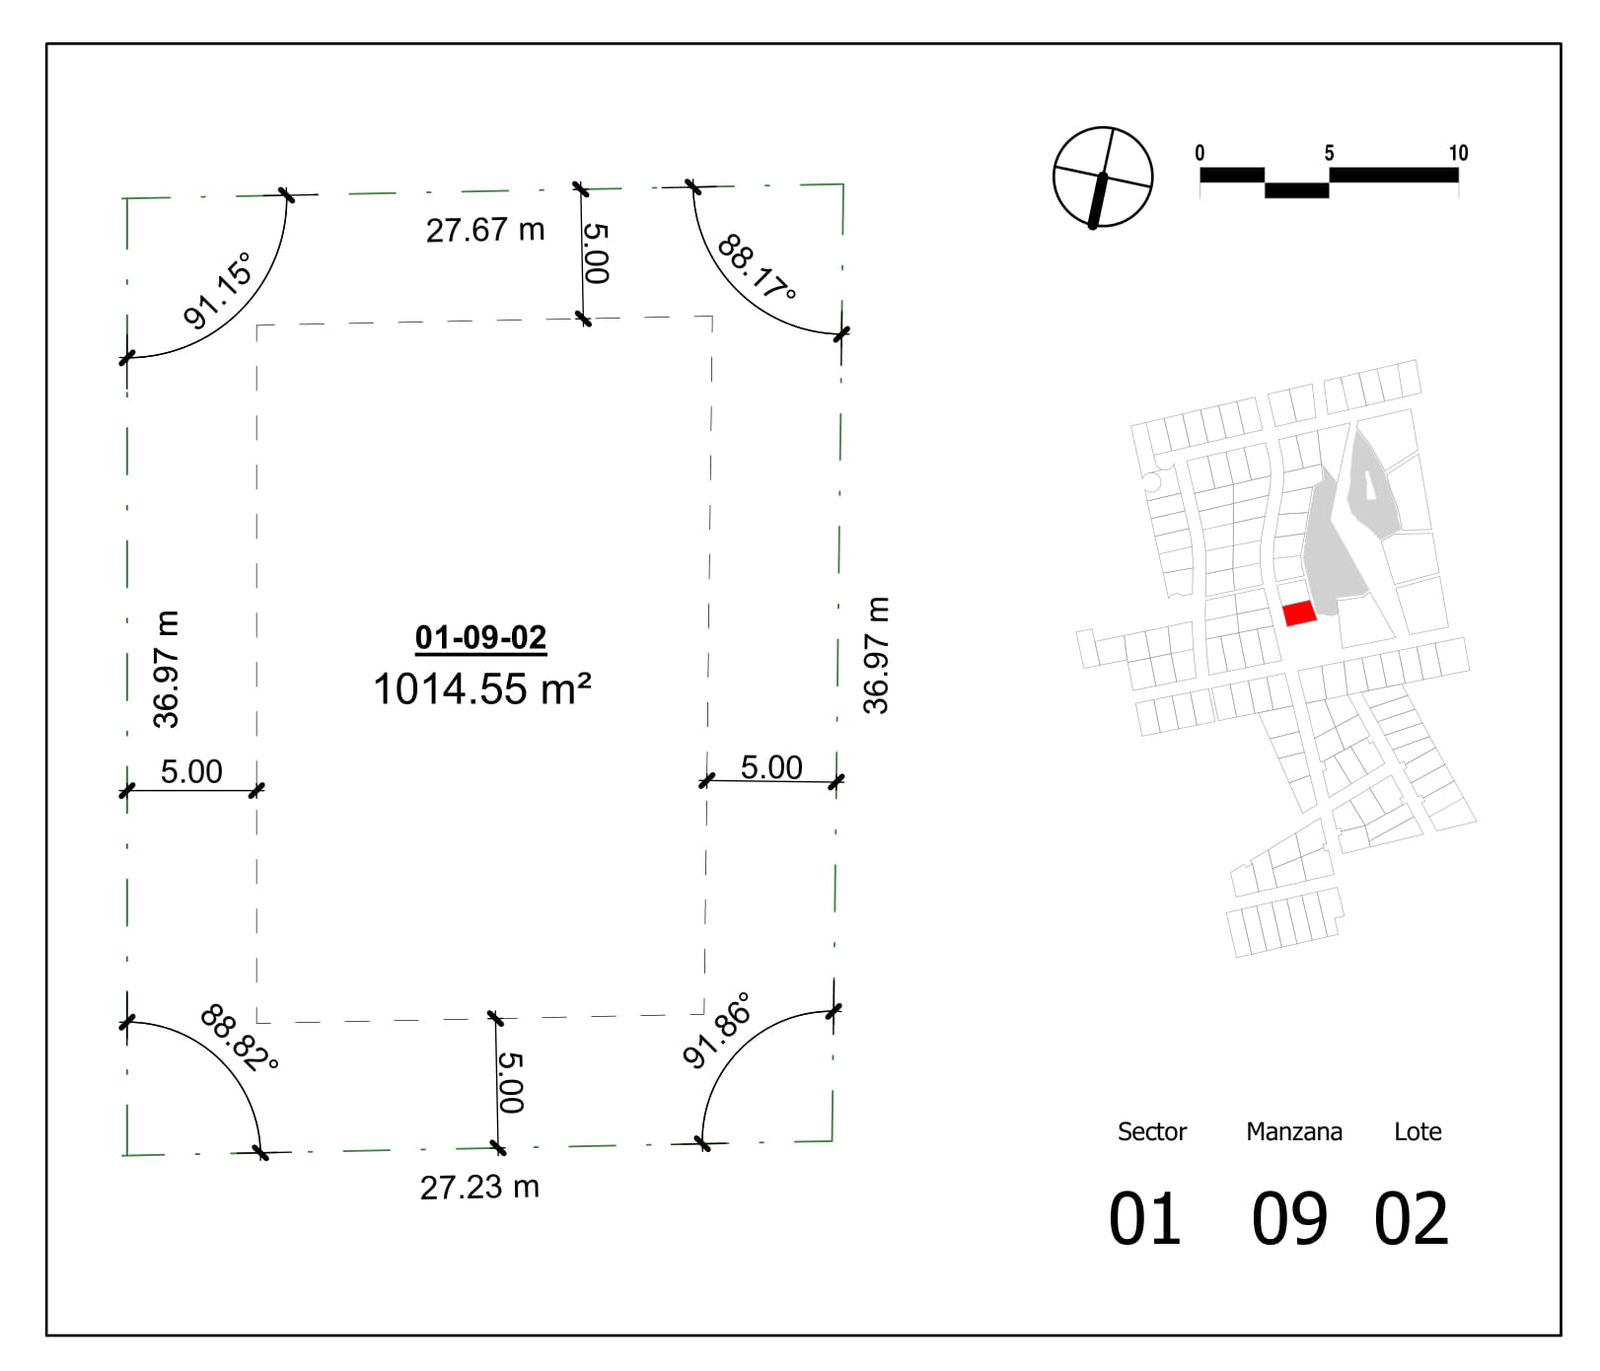 0 5 10
27.67 m
5.00
91.15°
88.17°
01-09-02
1014.55 m²
36.97 m
36.97 m
5.00
5.00
88.82°
91.86°
5.00
27.23 m
Sector Manzana Lote
01 09 02